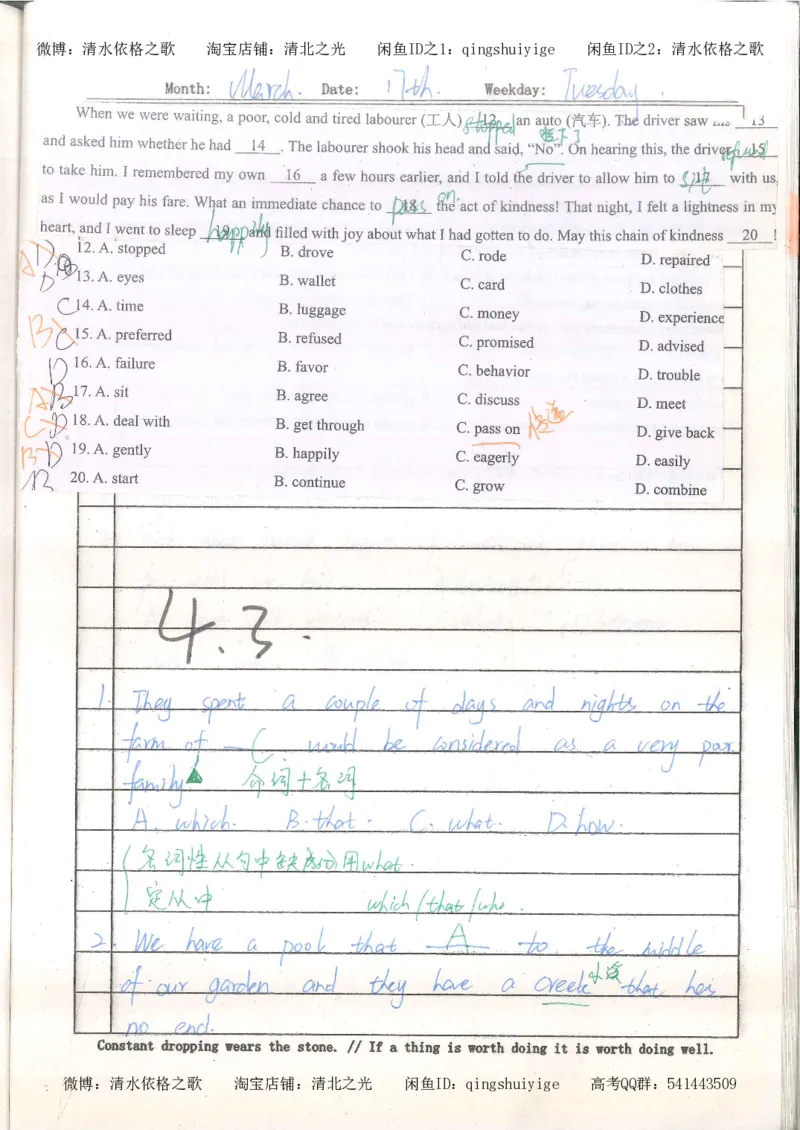 微博：清水依格之歌 淘宝店铺：清北之光 闲鱼ID之1：qingshuiyige 闲鱼ID之2：清水依格之歌
Month: March. Date: 17th. Weekday: Tuesday.
When we were waiting, a poor, cold and tired labourer (工人) 12 stopped an auto (汽车). The driver saw 13
拦下了
and asked him whether he had 14 . The labourer shook his head and said, “No”. On hearing this, the driver 15 refused
to take him. I remembered my own 16 a few hours earlier, and I told the driver to allow him to 17 sit with us,
as I would pay his fare. What an immediate chance to 18 pass on the act of kindness! That night, I felt a lightness in my
heart, and I went to sleep 19 happily and filled with joy about what I had gotten to do. May this chain of kindness 20 !
A D 12. A. stopped B. drove C. rode D. repaired
D 13. A. eyes B. wallet C. card D. clothes
C 14. A. time B. luggage C. money D. experience
B C 15. A. preferred B. refused C. promised D. advised
D 16. A. failure B. favor C. behavior D. trouble
A B 17. A. sit B. agree C. discuss D. meet
C D 18. A. deal with B. get through C. pass on 传递 D. give back
B D 19. A. gently B. happily C. eagerly D. easily
B 20. A. start B. continue C. grow D. combine
4.3.
1. They spent a couple of days and nights on the
farm of C would be considered as a very poor
family 介词+名词
A. which. B. that. C. what. D. how.
名词性从句中缺成分用what.
定从中 which/that/who.
2. We have a pool that A to the middle
of our garden and they have a creek 小溪 that has
no end.
Constant dropping wears the stone. // If a thing is worth doing it is worth doing well.
微博：清水依格之歌 淘宝店铺：清北之光 闲鱼ID：qingshuiyige 高考QQ群：541443509